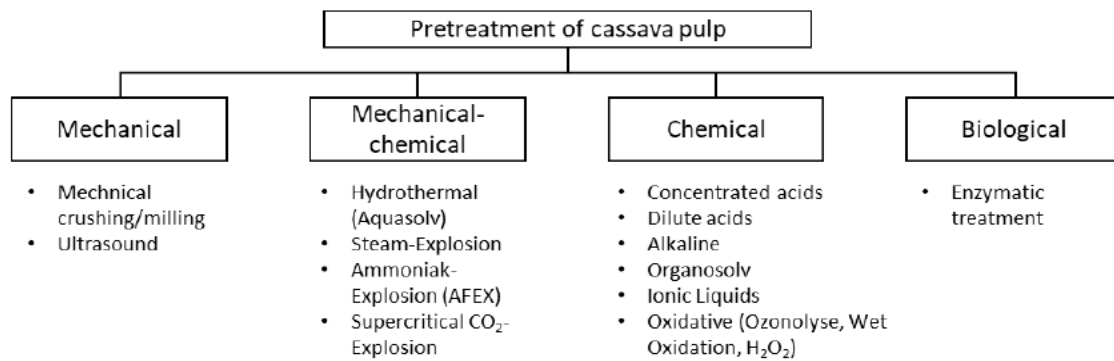 Pretreatment of cassava pulp
Mechanical
• Mechnical
crushing/milling
• Ultrasound
Mechanical-
chemical
• Hydrothermal
(Aquasolv)
• Steam-Explosion
• Ammoniak-
Explosion (AFEX)
• Supercritical CO₂-
Explosion
Chemical
• Concentrated acids
• Dilute acids
• Alkaline
• Organosolv
• Ionic Liquids
• Oxidative (Ozonolyse, Wet
Oxidation, H₂O₂)
Biological
• Enzymatic
treatment